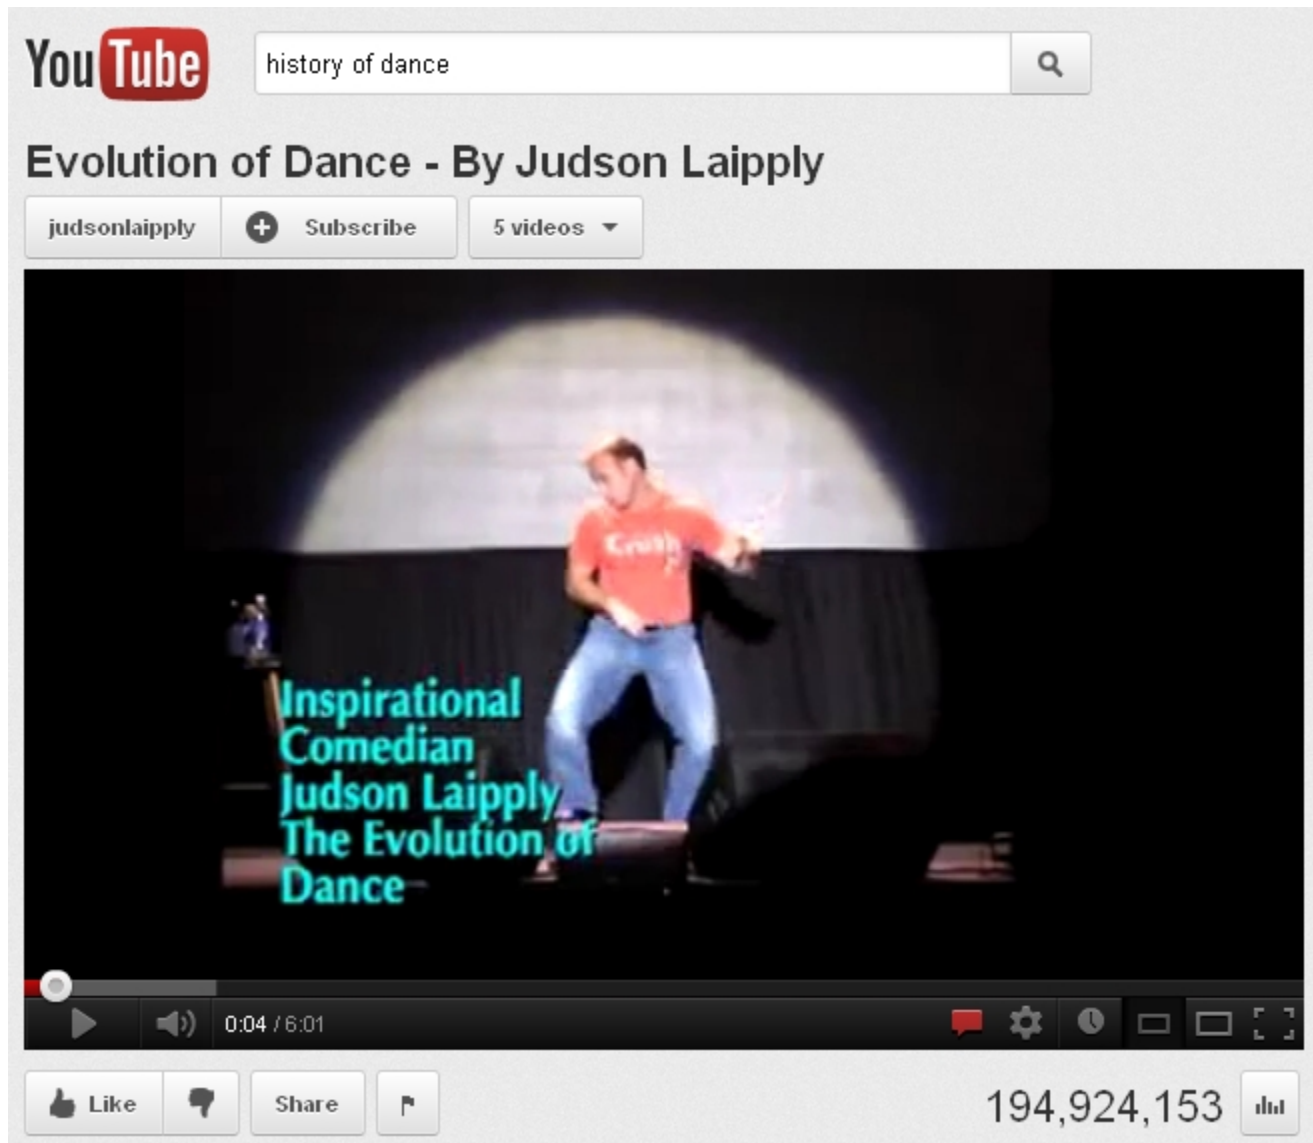 YouTube
history of dance
Evolution of Dance - By Judson Laipply
judsonlaipply Subscribe 5 videos
Crush
Inspirational
Comedian
Judson Laipply
The Evolution of
Dance
0:04 / 6:01
Like Share 194,924,153